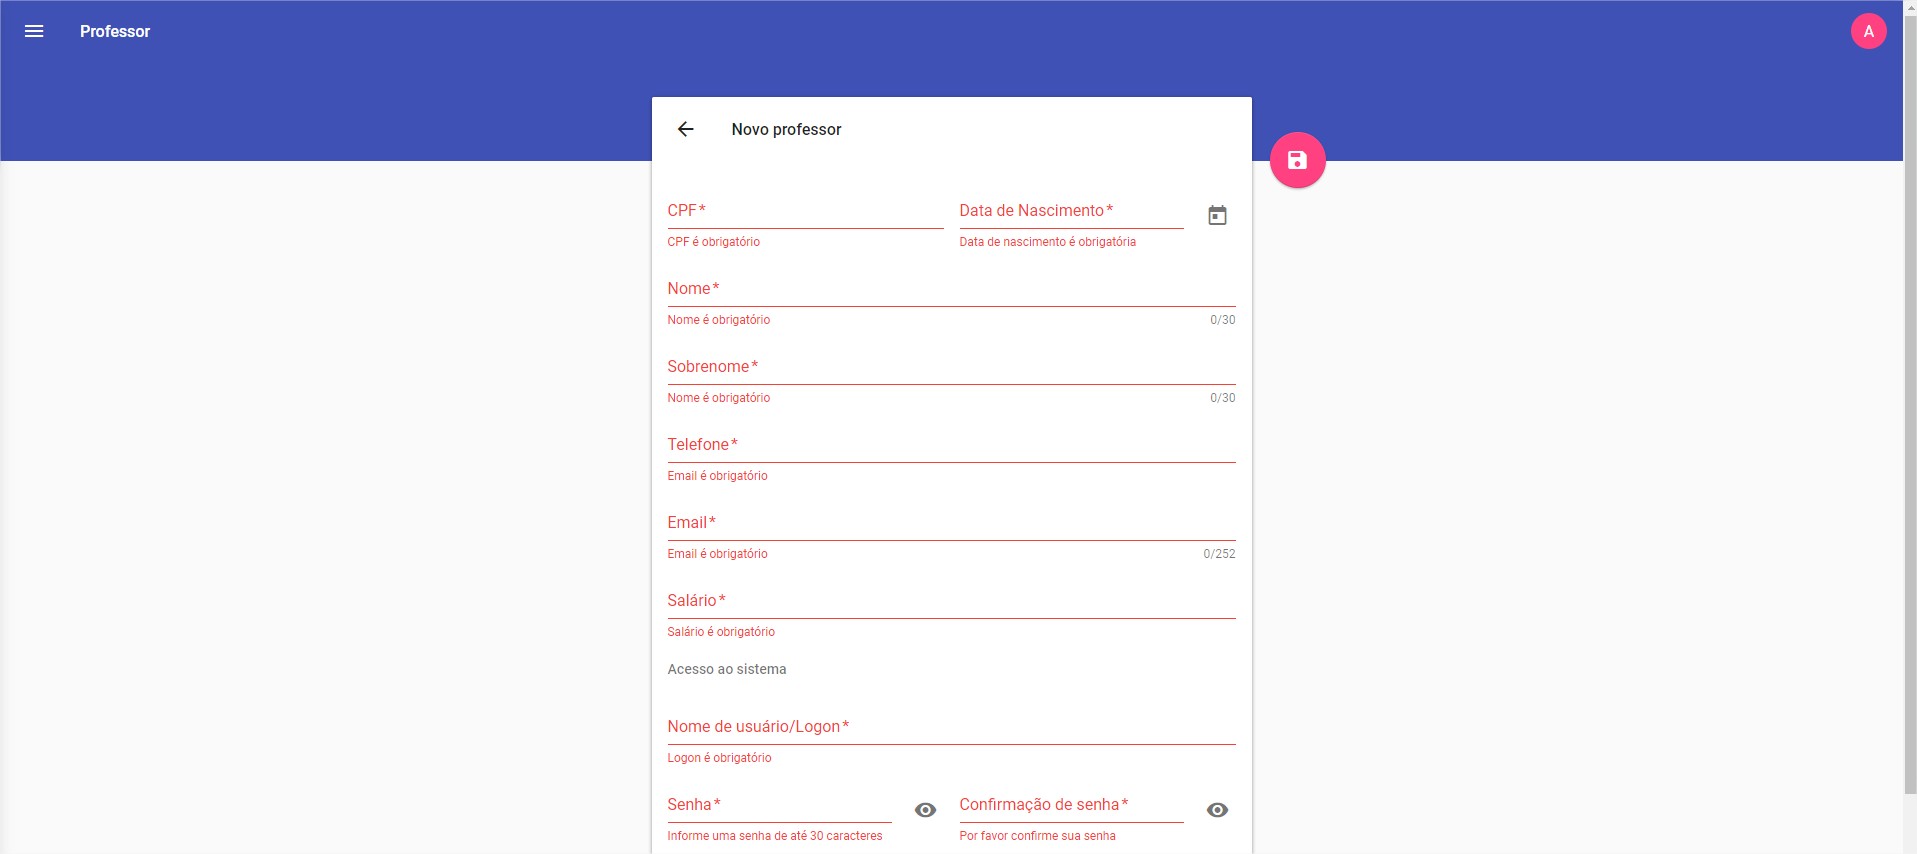 Professor
A
Novo professor
CPF * Data de Nascimento *
CPF é obrigatório Data de nascimento é obrigatória
Nome *
Nome é obrigatório 0/30
Sobrenome *
Nome é obrigatório 0/30
Telefone *
Email é obrigatório
Email *
Email é obrigatório 0/252
Salário *
Salário é obrigatório
Acesso ao sistema
Nome de usuário/Logon *
Logon é obrigatório
Senha * Confirmação de senha *
Informe uma senha de até 30 caracteres Por favor confirme sua senha